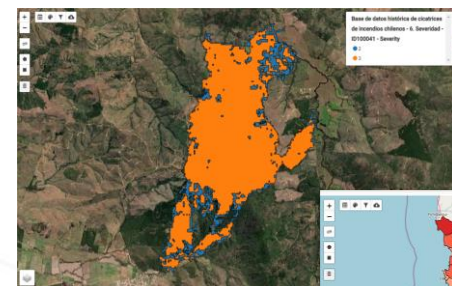 Base de datos histórica de cicatrices
de incendios chilenos - 6. Severidad -
ID100041 - Severity
2
3